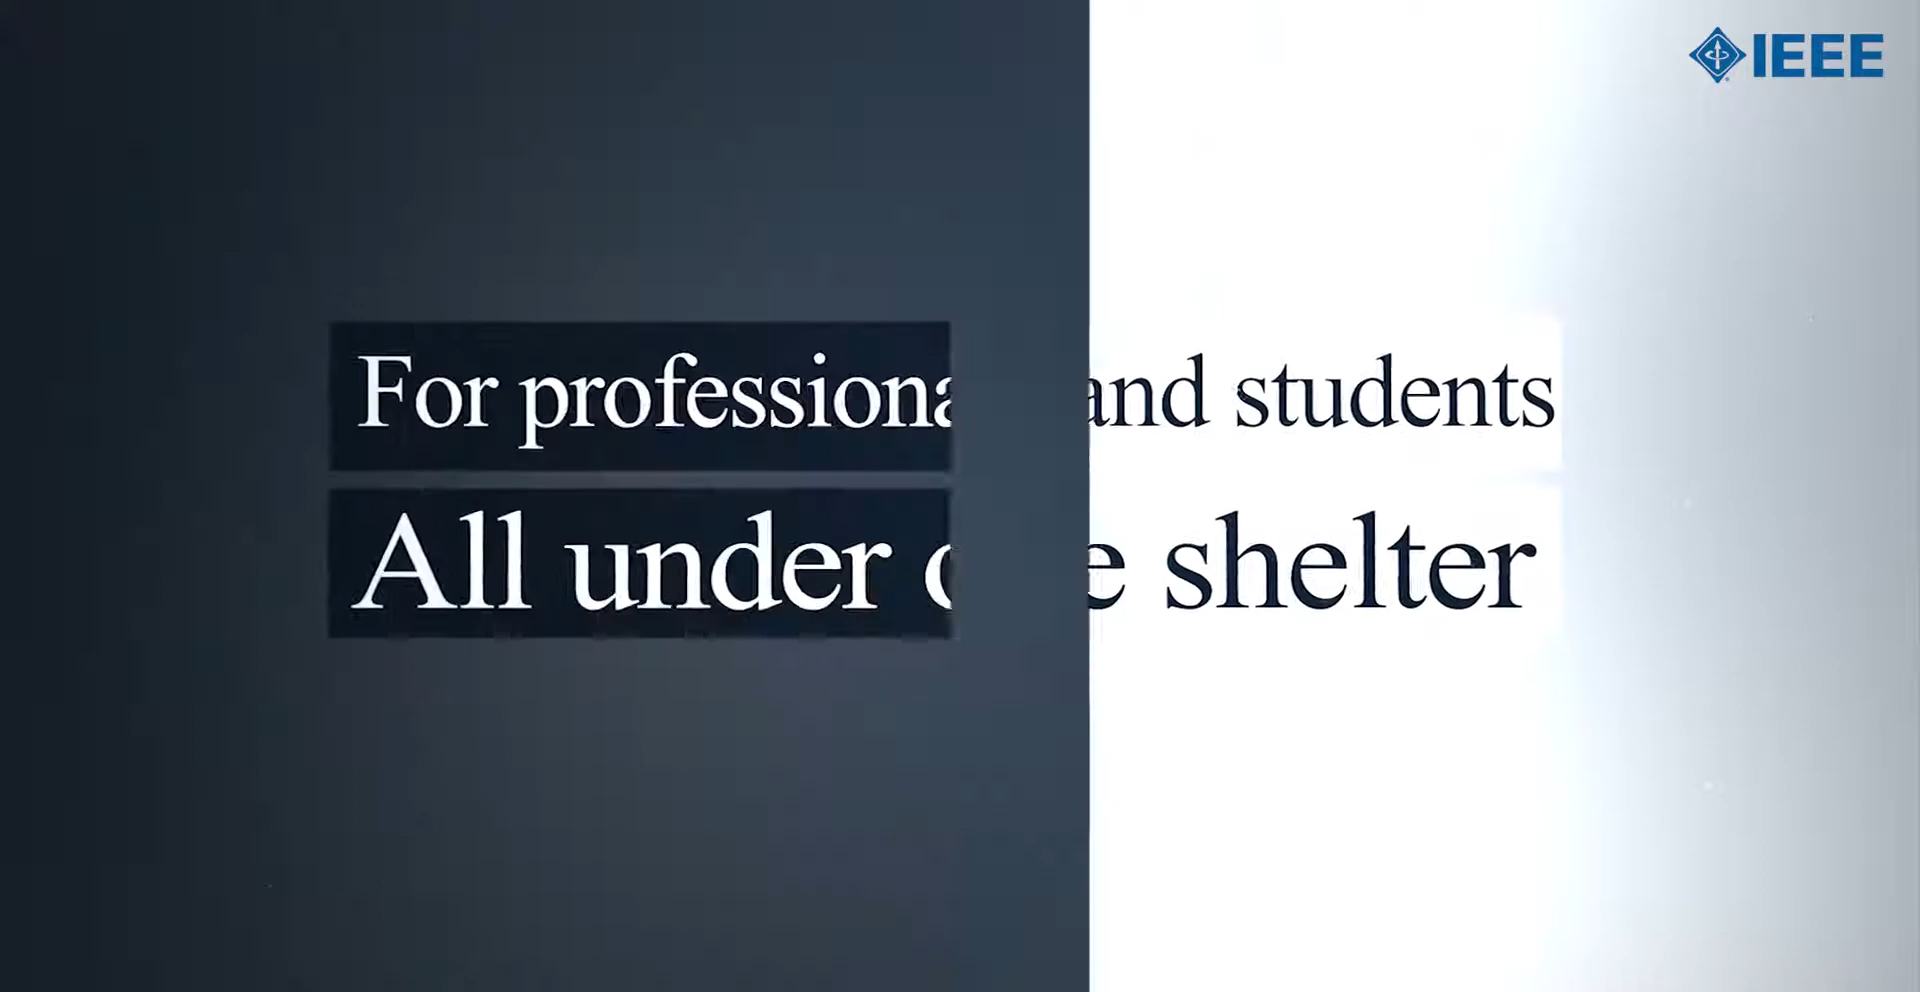 IEEE
For professiona and students
All under e shelter